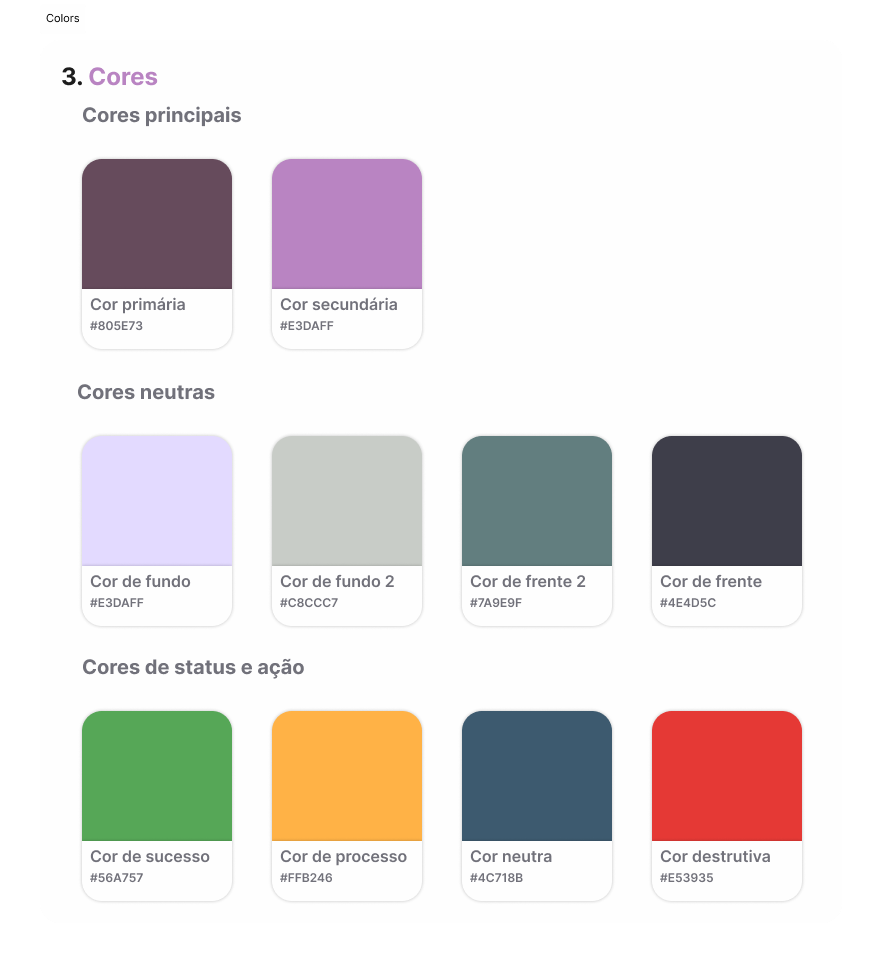 Colors
3. Cores
Cores principais
Cor primária
#805E73
Cor secundária
#E3DAFF
Cores neutras
Cor de fundo
#E3DAFF
Cor de fundo 2
#C8CCC7
Cor de frente 2
#7A9E9F
Cor de frente
#4E4D5C
Cores de status e ação
Cor de sucesso
#56A757
Cor de processo
#FFB246
Cor neutra
#4C718B
Cor destrutiva
#E53935